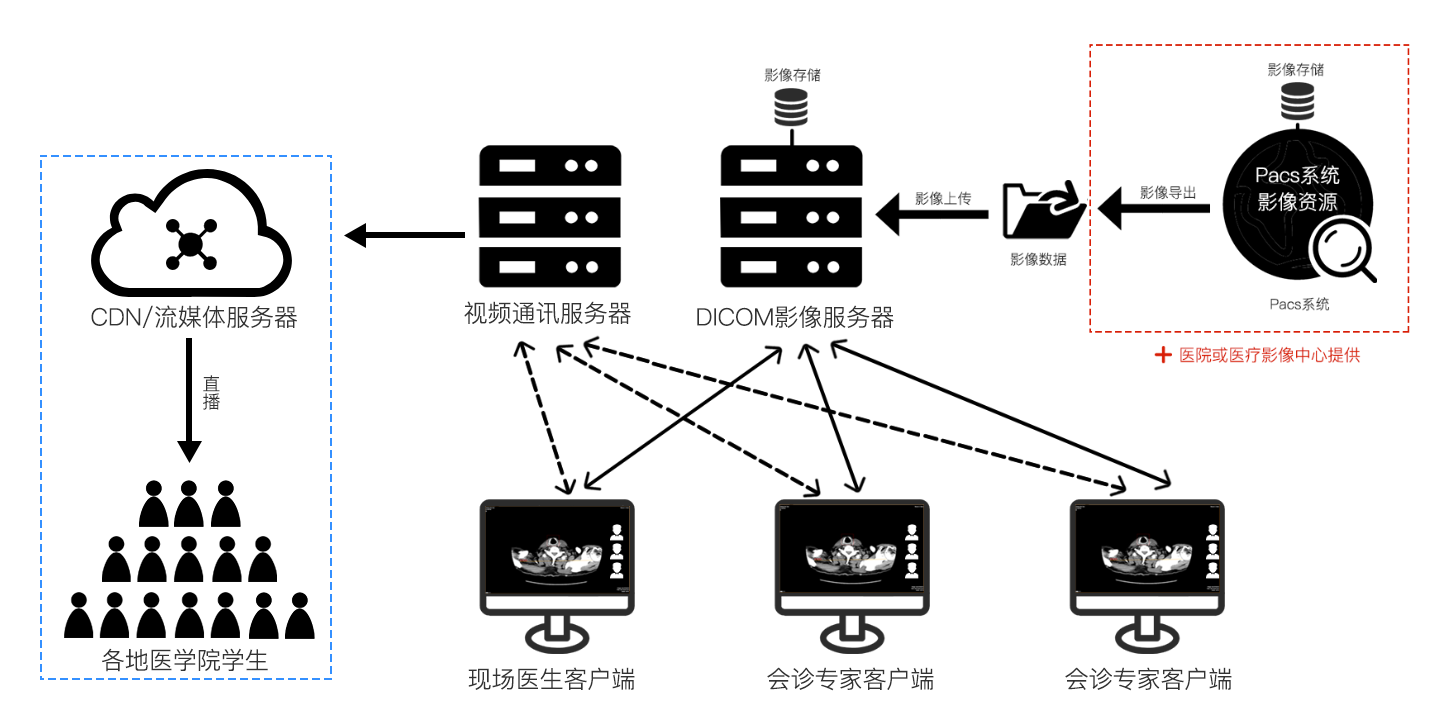 影像存储
影像存储
Pacs系统
影像资源
影像上传
影像导出
影像数据
Pacs系统
CDN/流媒体服务器
视频通讯服务器
DICOM影像服务器
医院或医疗影像中心提供
直
播
各地医学院学生
现场医生客户端
会诊专家客户端
会诊专家客户端